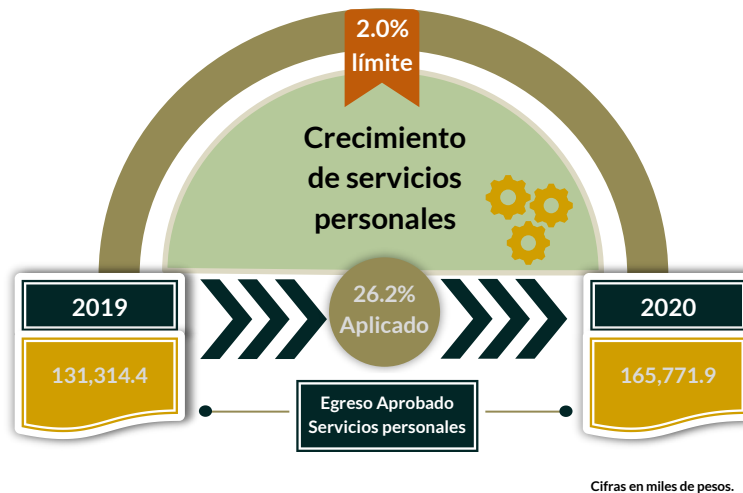 2.0%
límite
Crecimiento
de servicios
personales
2019
26.2%
Aplicado
2020
131,314.4
165,771.9
Egreso Aprobado
Servicios personales
Cifras en miles de pesos.